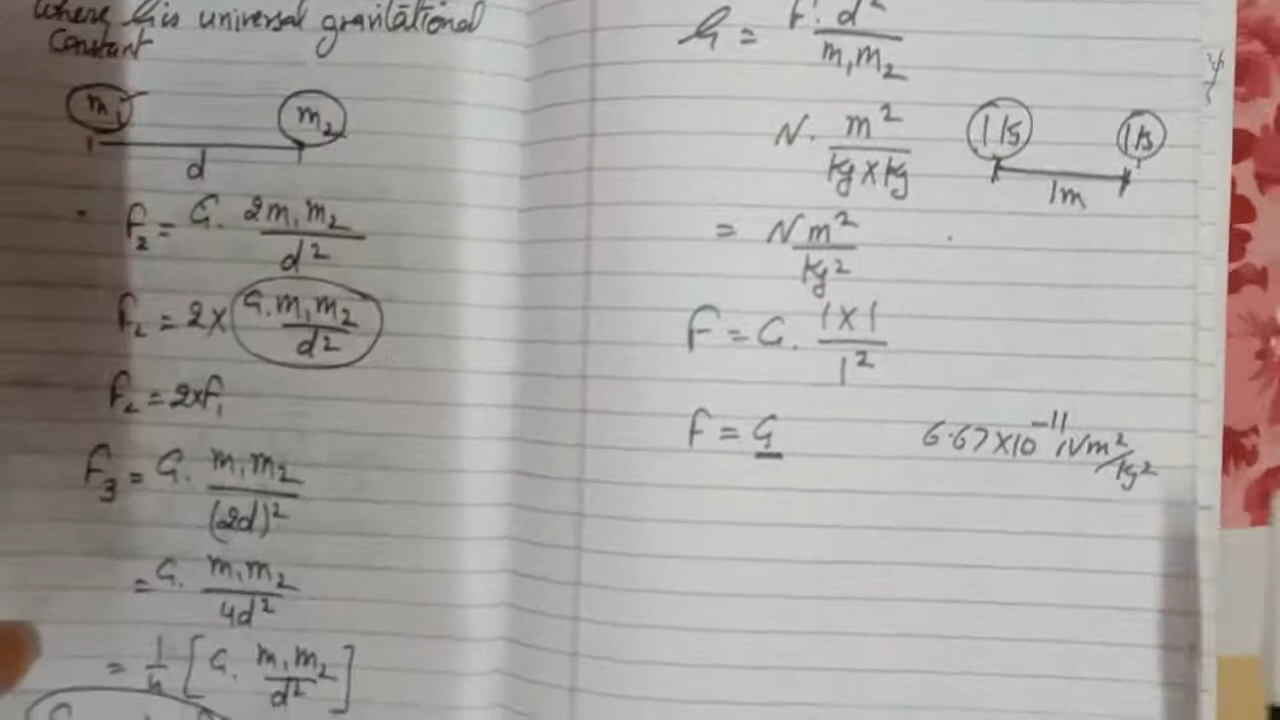 where G is universal gravitational
constant
m₁ m₂
d
F₂ = G. 2m₁m₂/d²
F₂ = 2× G.m₁m₂/d²
F₂ = 2×F₁
F₃ = G. m₁m₂/(2d)²
= G. m₁m₂/4d²
= 1/4 [G. m₁m₂/d²]
G = F.d²/m₁m₂
N. m²/kg×kg
1kg 1kg
1m
= Nm²/kg²
F = G. 1×1/1²
F = G
6.67×10⁻¹¹ Nm²/kg²